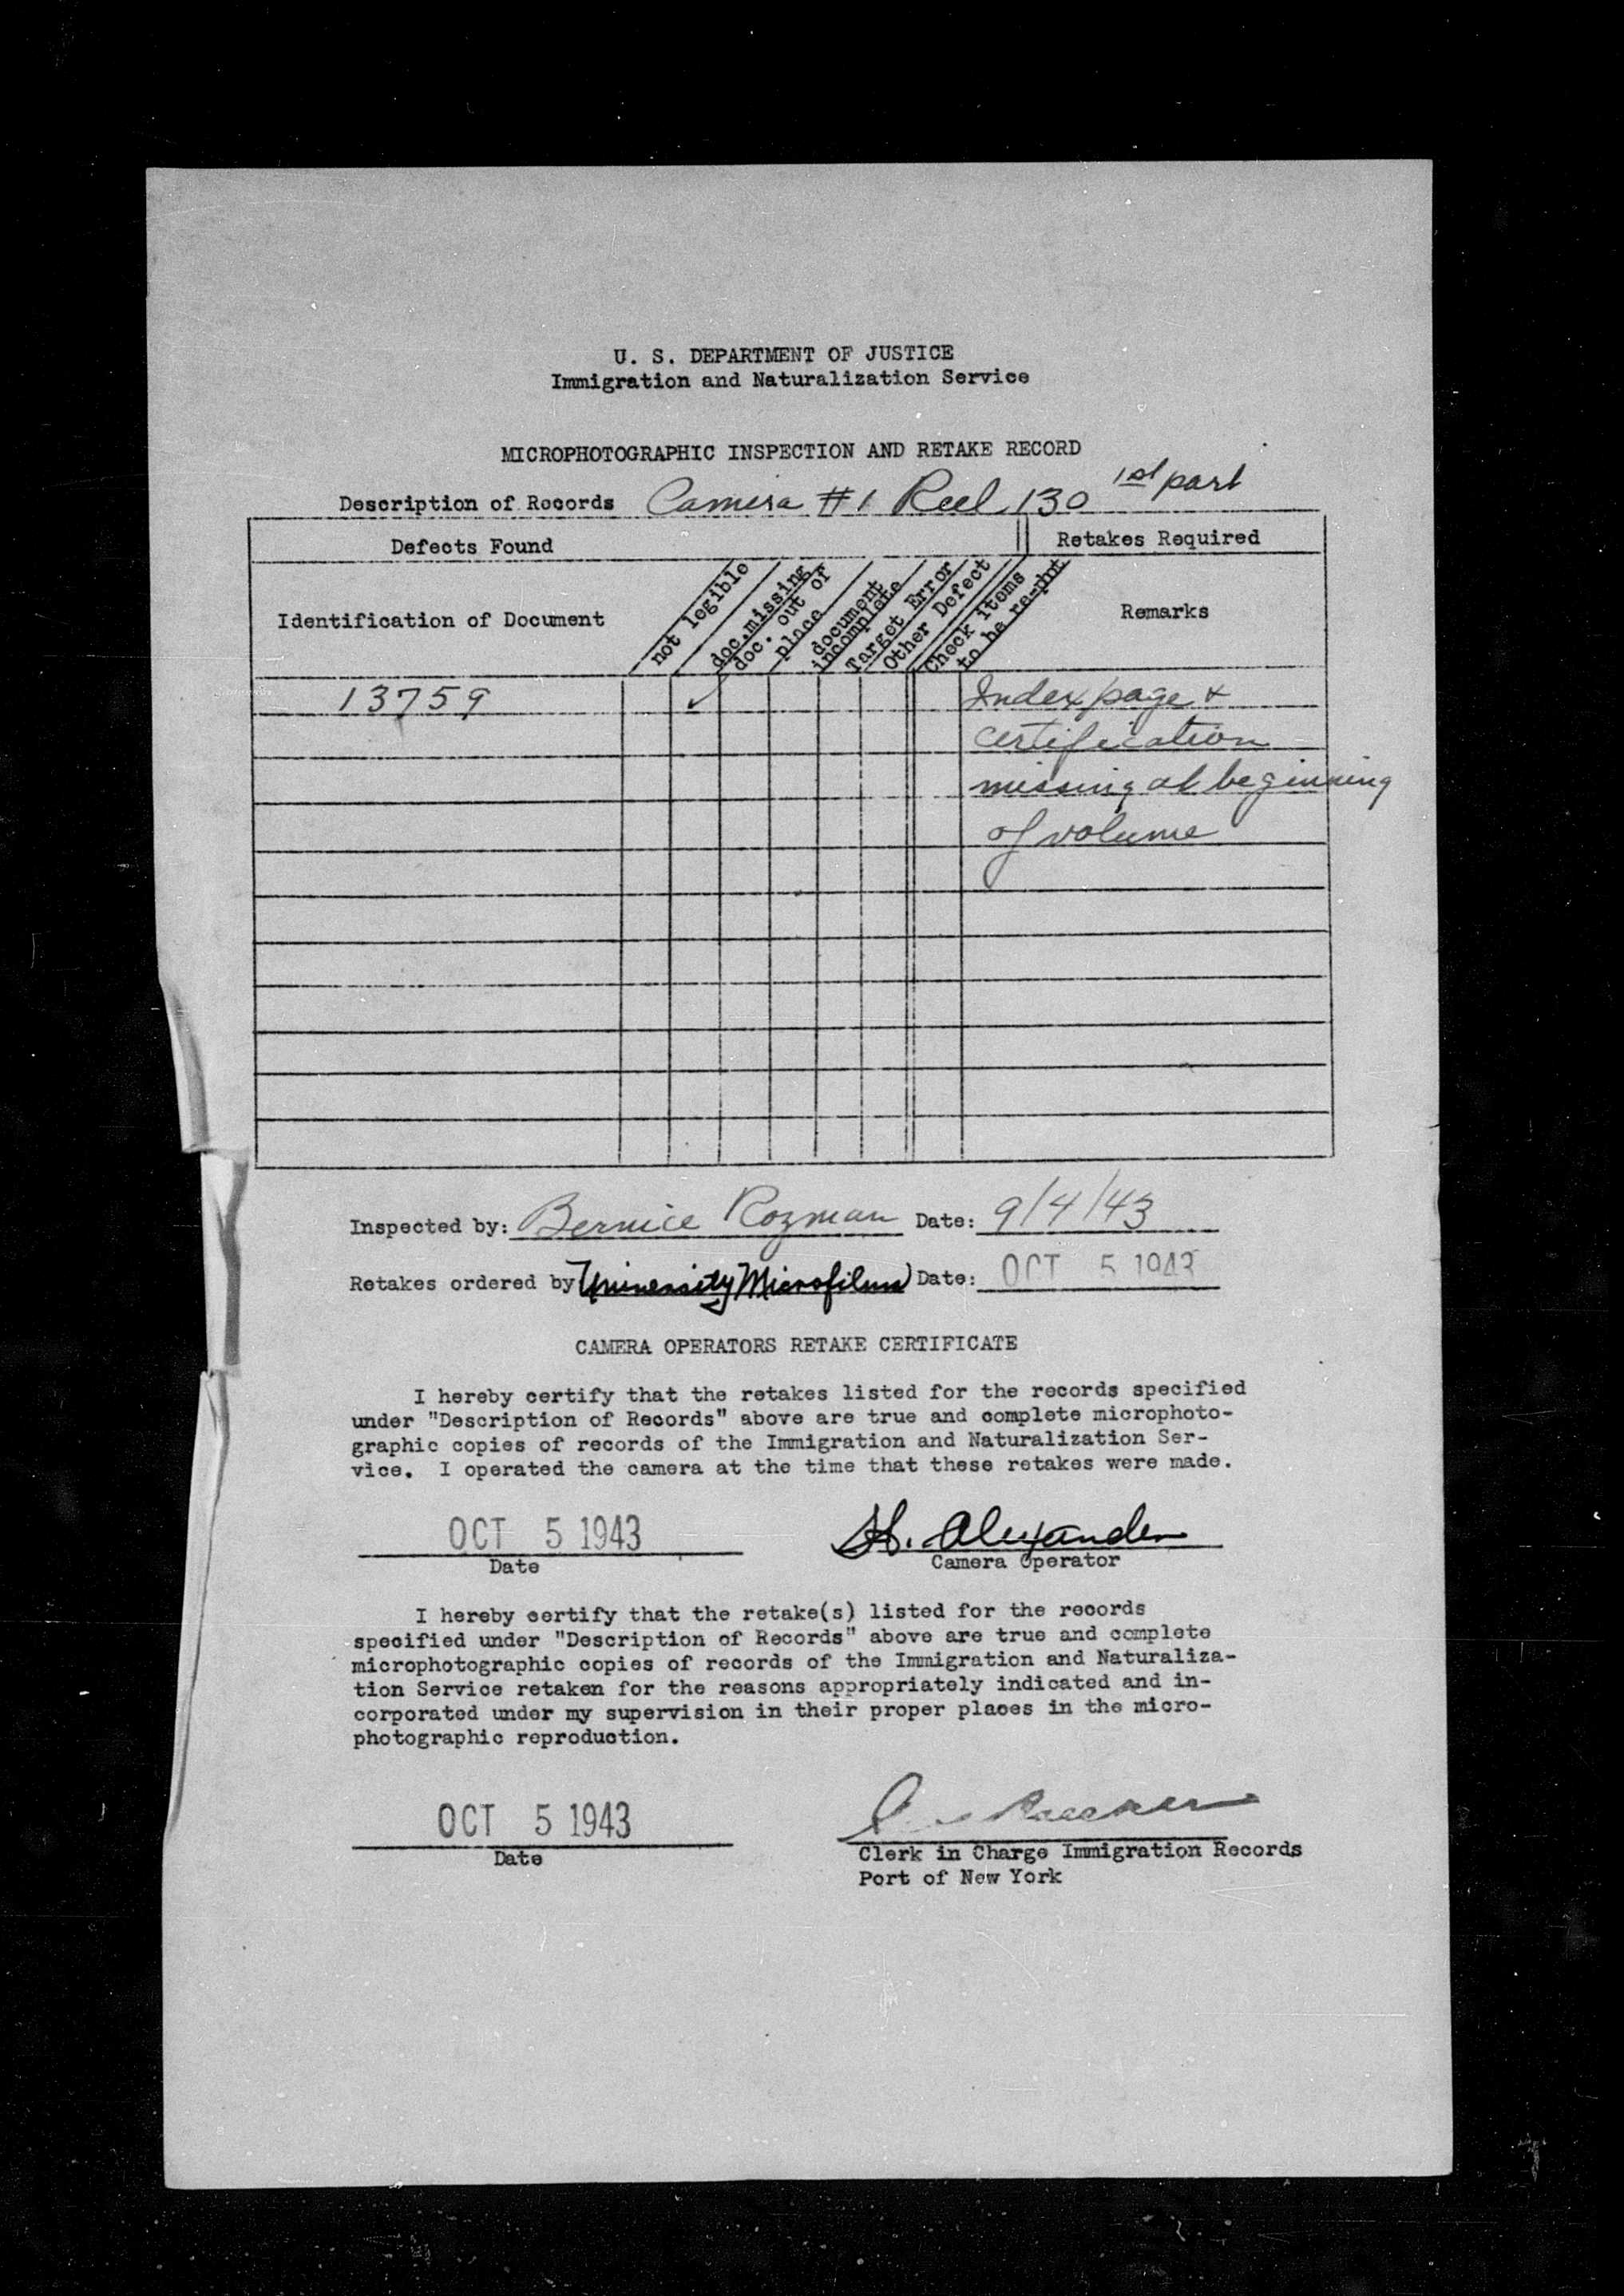 U. S. DEPARTMENT OF JUSTICE
Immigration and Naturalization Service
MICROPHOTOGRAPHIC INSPECTION AND RETAKE RECORD
Description of Records Camera #1 Reel 130 1st part
Defects Found Retakes Required
Identification of Document
not legible
doc. missing
doc. out of
place
document
incomplete
Target Error
Other Defect
Check items
to be re-phot
Remarks
13759 ✓ Index page &
certification
missing at beginning
of volume
Inspected by: Bernice Rozman Date: 9/4/43
Retakes ordered by University Microfilms Date: OCT 5 1943
CAMERA OPERATORS RETAKE CERTIFICATE
I hereby certify that the retakes listed for the records specified
under "Description of Records" above are true and complete microphoto-
graphic copies of records of the Immigration and Naturalization Ser-
vice. I operated the camera at the time that these retakes were made.
OCT 5 1943 H. Alexander
Date Camera Operator
I hereby certify that the retake(s) listed for the records
specified under "Description of Records" above are true and complete
microphotographic copies of records of the Immigration and Naturaliza-
tion Service retaken for the reasons appropriately indicated and in-
corporated under my supervision in their proper places in the micro-
photographic reproduction.
OCT 5 1943
Date Clerk in Charge Immigration Records
Port of New York